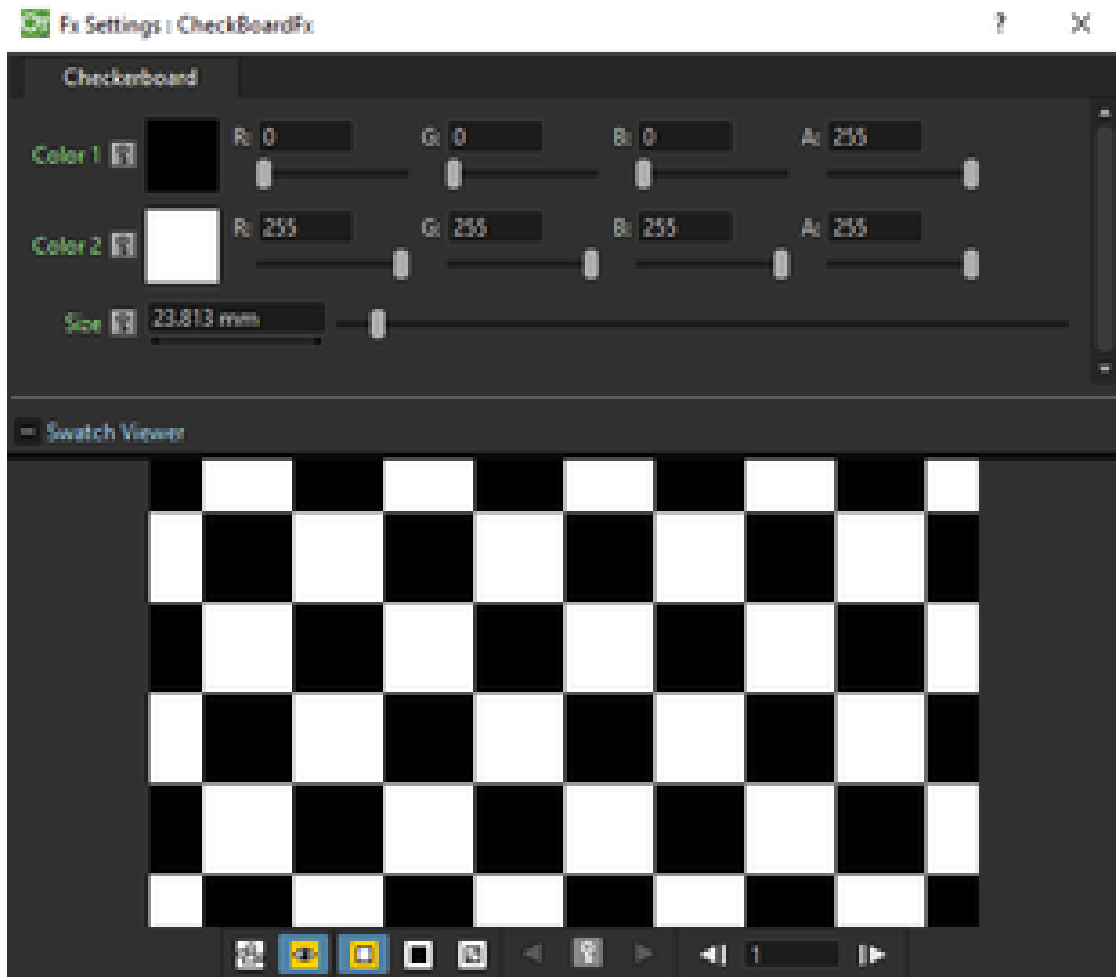 Fx Settings : CheckBoardFx ?
Checkerboard
Color 1 R: 0 G: 0 B: 0 A: 255
Color 2 R: 255 G: 255 B: 255 A: 255
Size 23.813 mm
Swatch Viewer
1